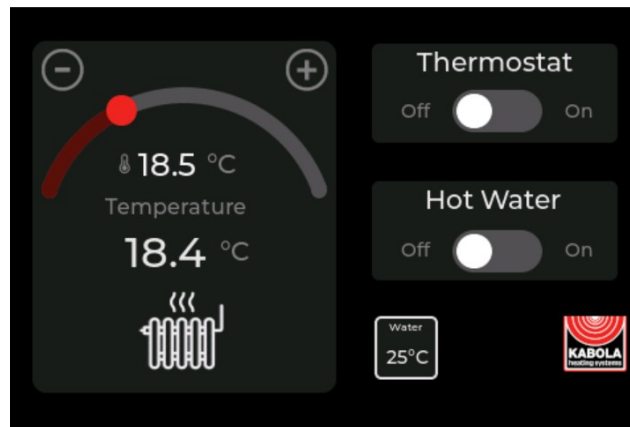 18.5 °C
Temperature
18.4 °C
Thermostat
Off On
Hot Water
Off On
Water
25°C
KABOLA
heating systems